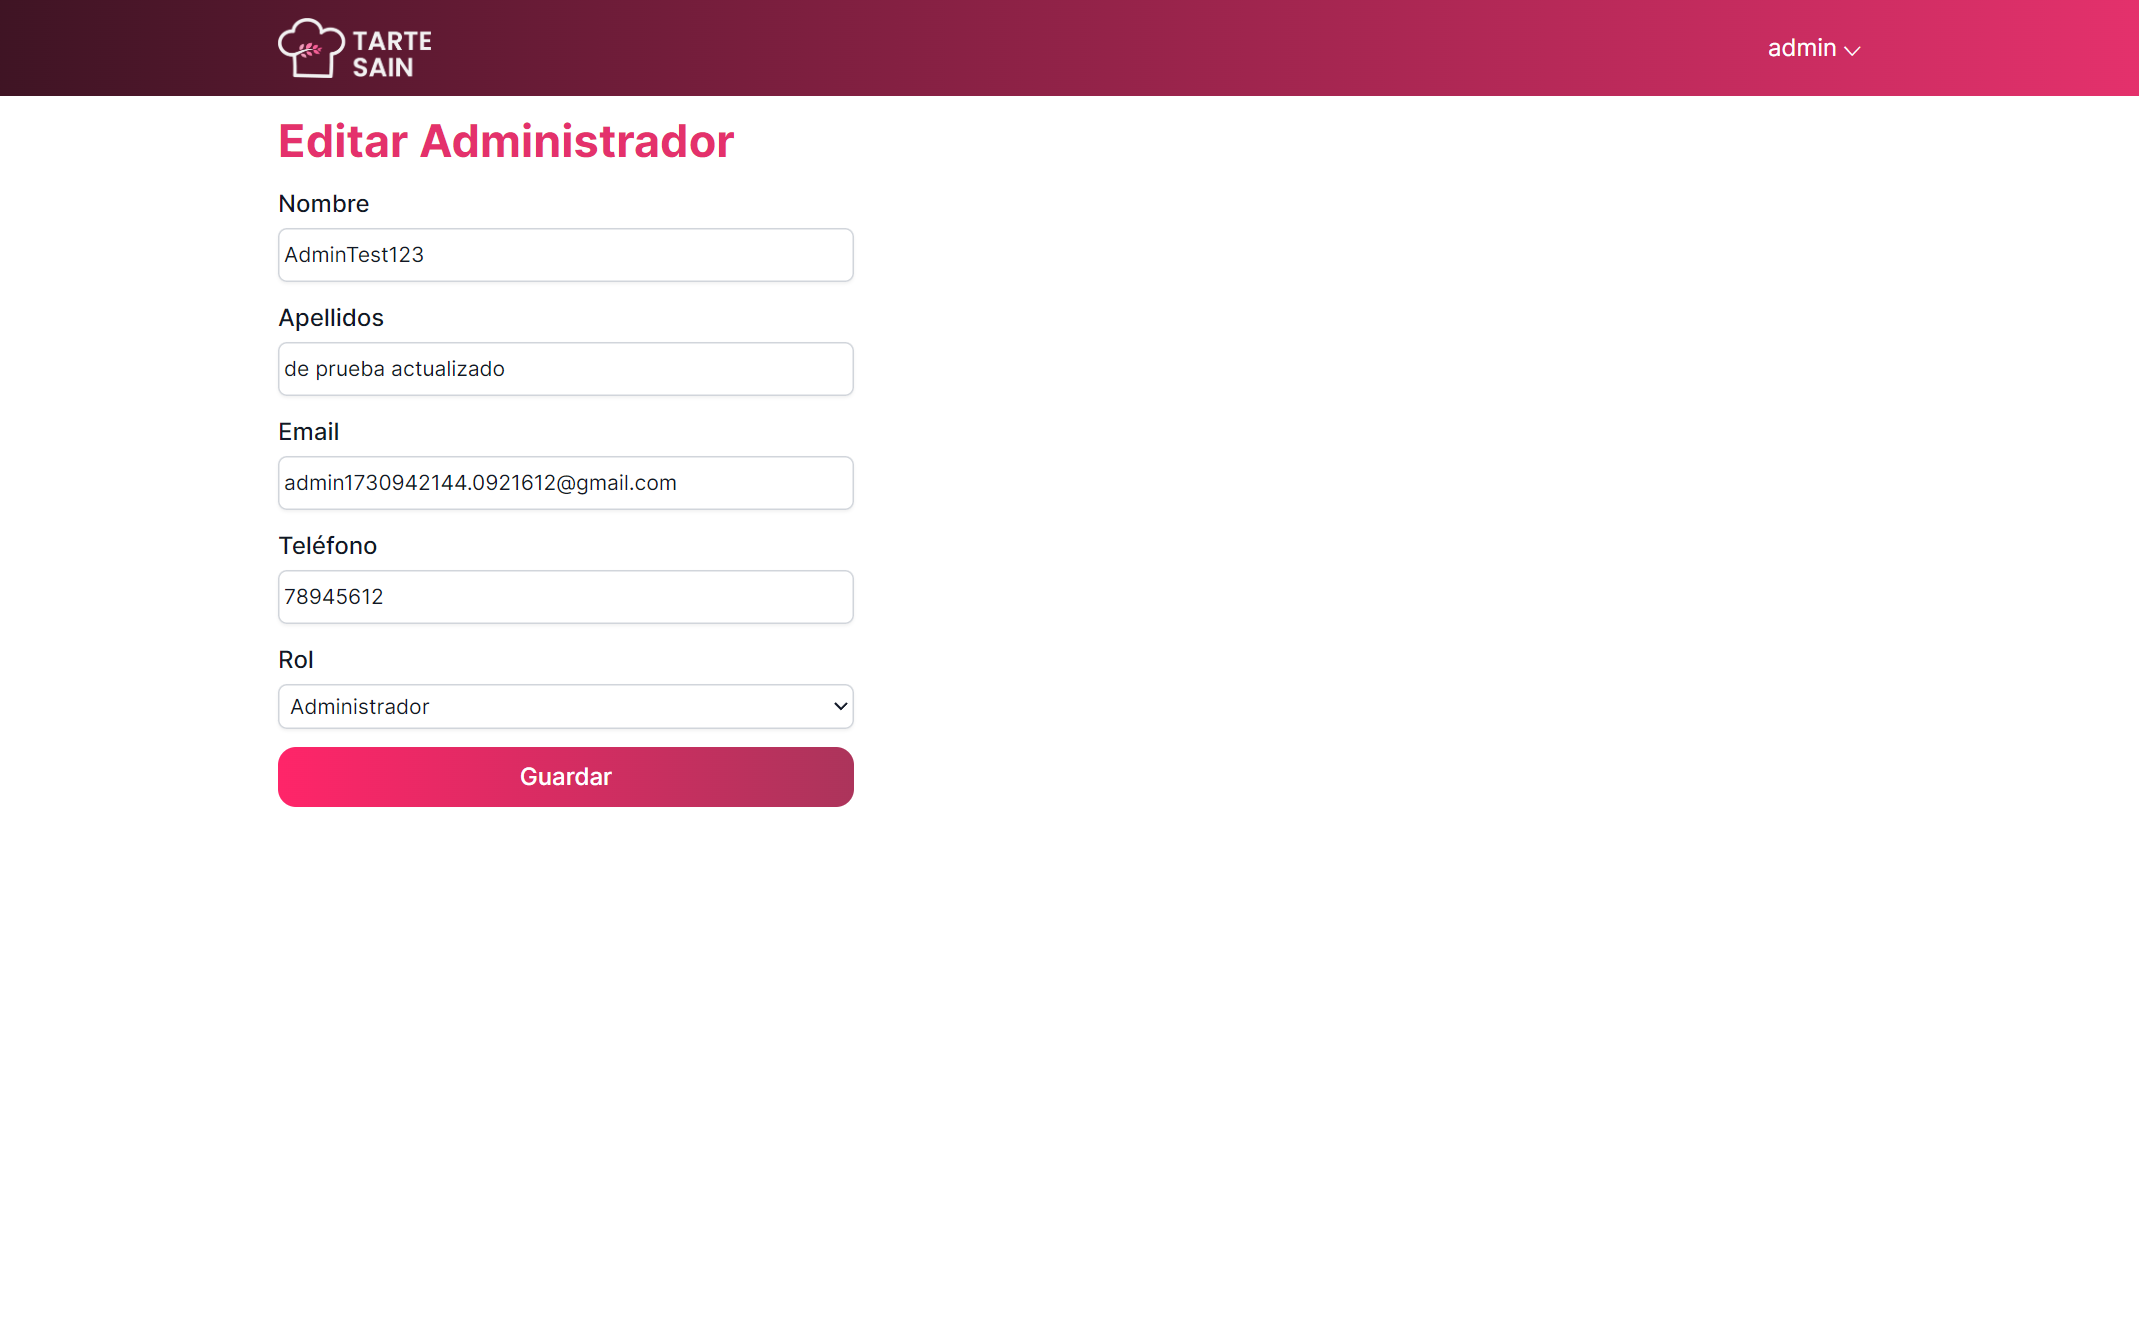 TARTE
SAIN
admin
Editar Administrador
Nombre
AdminTest123
Apellidos
de prueba actualizado
Email
admin1730942144.0921612@gmail.com
Teléfono
78945612
Rol
Administrador
Guardar